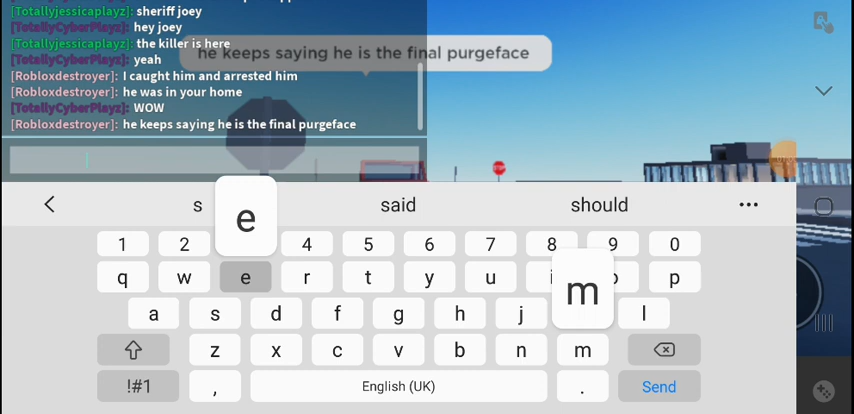 [Totallyjessicaplayz]: sheriff joey
[TotallyCyberPlayz]: hey joey
[Totallyjessicaplayz]: the killer is here
[TotallyCyberPlayz]: yeah
[Robloxdestroyer]: I caught him and arrested him
[Robloxdestroyer]: he was in your home
[TotallyCyberPlayz]: WOW
[Robloxdestroyer]: he keeps saying he is the final purgeface
he keeps saying he is the final purgeface
s said should
e
1 2 4 5 6 7 8 9 0
q w e r t y u i o p
m
a s d f g h j l
z x c v b n m
!#1 , English (UK) . Send